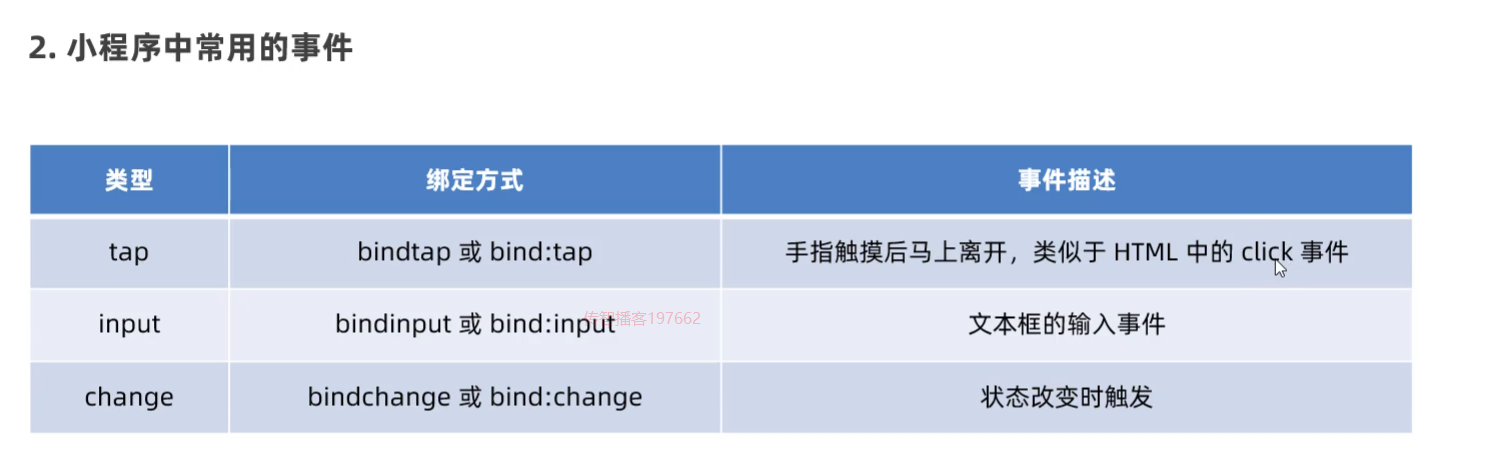 2. 小程序中常用的事件
类型 绑定方式 事件描述
tap bindtap 或 bind:tap 手指触摸后马上离开，类似于 HTML 中的 click 事件
input bindinput 或 bind:input 文本框的输入事件
传智播客197662
change bindchange 或 bind:change 状态改变时触发